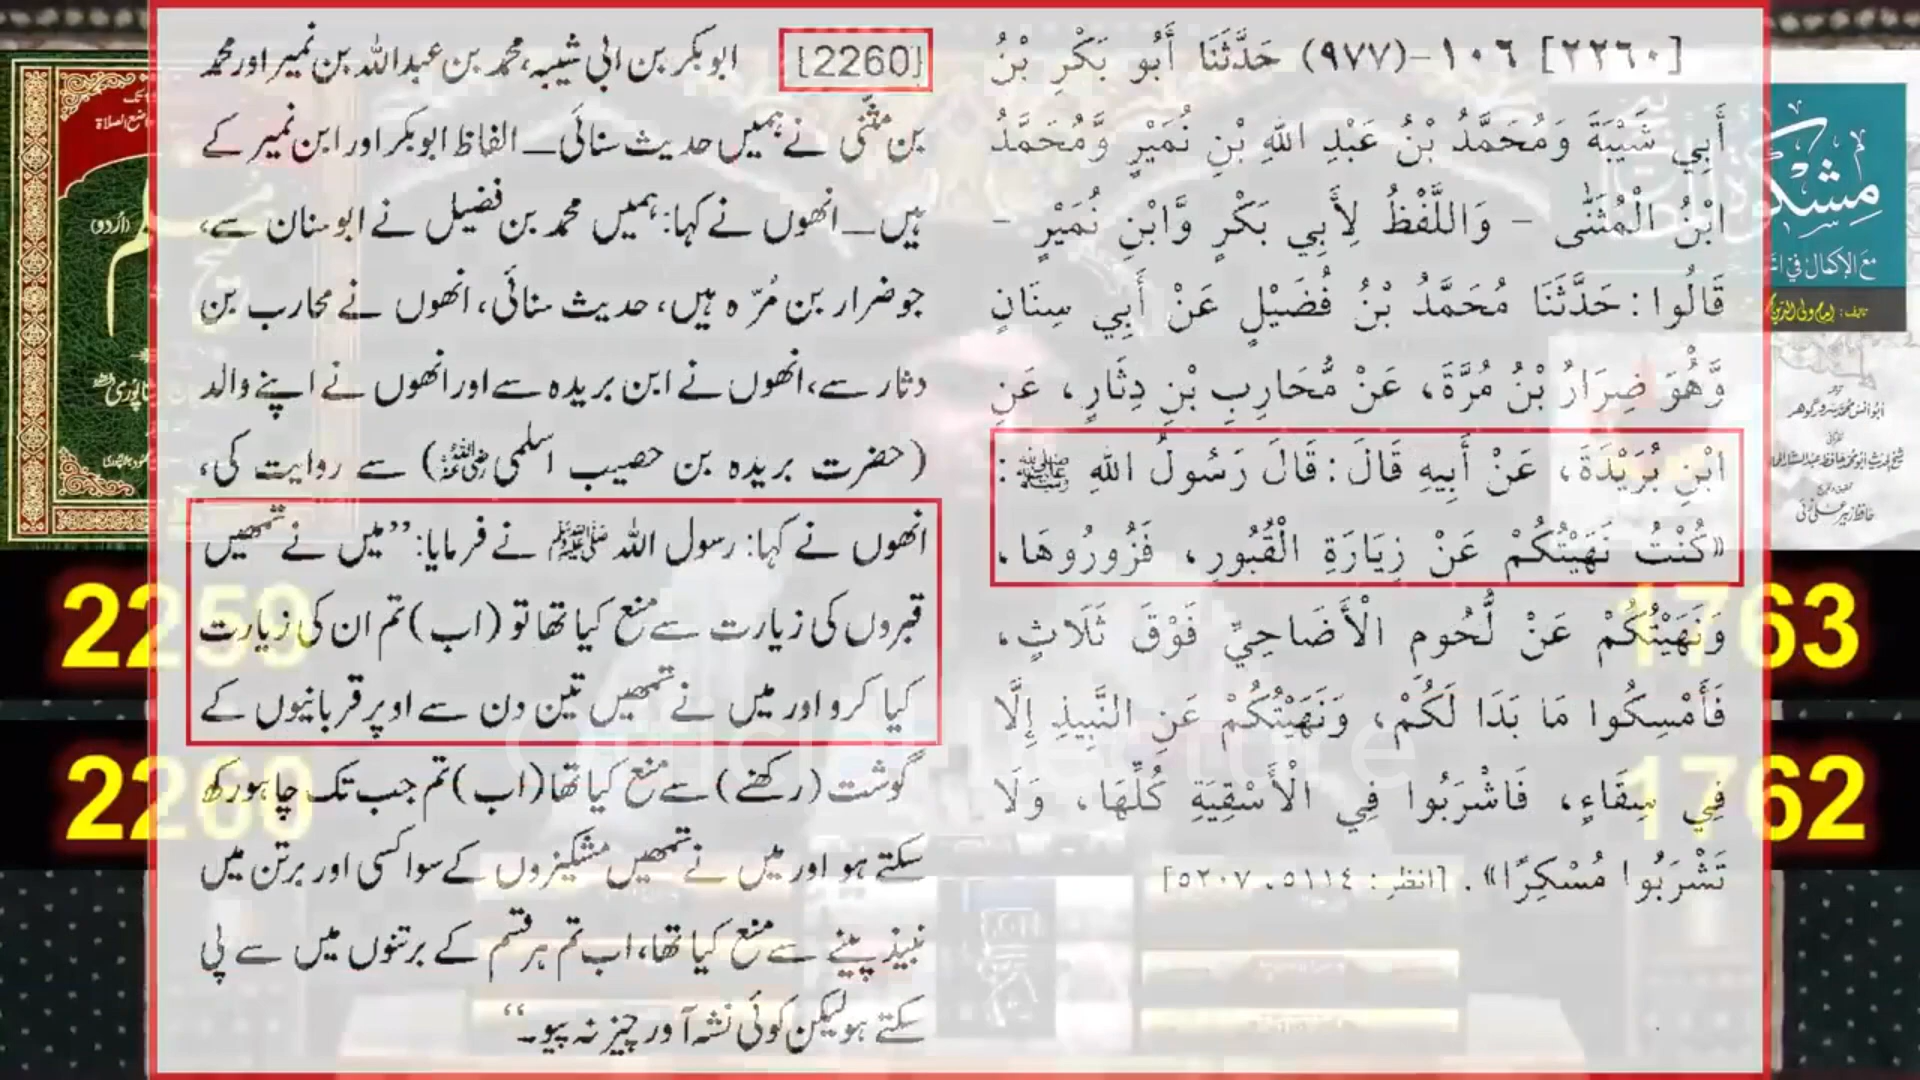 [٢٢٦٠] ١٠٦-(٩٧٧) حَدَّثَنَا أَبُو بَكْرِ بْنُ
أَبِي شَيْبَةَ وَمُحَمَّدُ بْنُ عَبْدِ اللهِ بْنِ نُمَيْرٍ وَّمُحَمَّدُ
ابْنُ الْمُثَنّٰى - وَاللَّفْظُ لِأَبِي بَكْرٍ وَّابْنِ نُمَيْرٍ -
قَالُوا: حَدَّثَنَا مُحَمَّدُ بْنُ فُضَيْلٍ عَنْ أَبِي سِنَانٍ
وَّهُوَ ضِرَارُ بْنُ مُرَّةَ، عَنْ مُّحَارِبِ بْنِ دِثَارٍ، عَنِ
ابْنِ بُرَيْدَةَ، عَنْ أَبِيهِ قَالَ: قَالَ رَسُولُ اللهِ ﷺ:
«كُنْتُ نَهَيْتُكُمْ عَنْ زِيَارَةِ الْقُبُورِ، فَزُورُوهَا،
وَنَهَيْتُكُمْ عَنْ لُّحُومِ الْأَضَاحِيِّ فَوْقَ ثَلَاثٍ،
فَأَمْسِكُوا مَا بَدَا لَكُمْ، وَنَهَيْتُكُمْ عَنِ النَّبِيذِ إِلَّا
فِي سِقَاءٍ، فَاشْرَبُوا فِي الْأَسْقِيَةِ كُلِّهَا، وَلَا
تَشْرَبُوا مُسْكِرًا». [انظر: ٥١١٤، ٥٢٠٧]
[2260] ابوبکر بن ابی شیبہ، محمد بن عبداللہ بن نمیر اور محمد
بن مثنّٰی نے ہمیں حدیث سنائی۔ الفاظ ابوبکر اور ابن نمیر کے
ہیں۔ انھوں نے کہا: ہمیں محمد بن فضیل نے ابوسنان سے،
جو ضرار بن مُرّہ ہیں، حدیث سنائی، انھوں نے محارب بن
دثار سے، انھوں نے ابن بریدہ سے اور انھوں نے اپنے والد
(حضرت بریدہ بن حصیب اسلمی رضی اللہ عنہ) سے روایت کی،
انھوں نے کہا: رسول اللہ ﷺ نے فرمایا: ”میں نے تمھیں
قبروں کی زیارت سے منع کیا تھا تو (اب) تم ان کی زیارت
کیا کرو اور میں نے تمھیں تین دن سے اوپر قربانیوں کے
گوشت (رکھنے) سے منع کیا تھا (اب) تم جب تک چاہو رکھ
سکتے ہو اور میں نے تمھیں مشکیزوں کے سوا کسی اور برتن میں
نبیذ پینے سے منع کیا تھا، اب تم ہر قسم کے برتنوں میں سے پی
سکتے ہو لیکن کوئی نشہ آور چیز نہ پیو۔“
2259
2260
1763
1762
Official Lecture
(اُردو)
مع الإكمال في